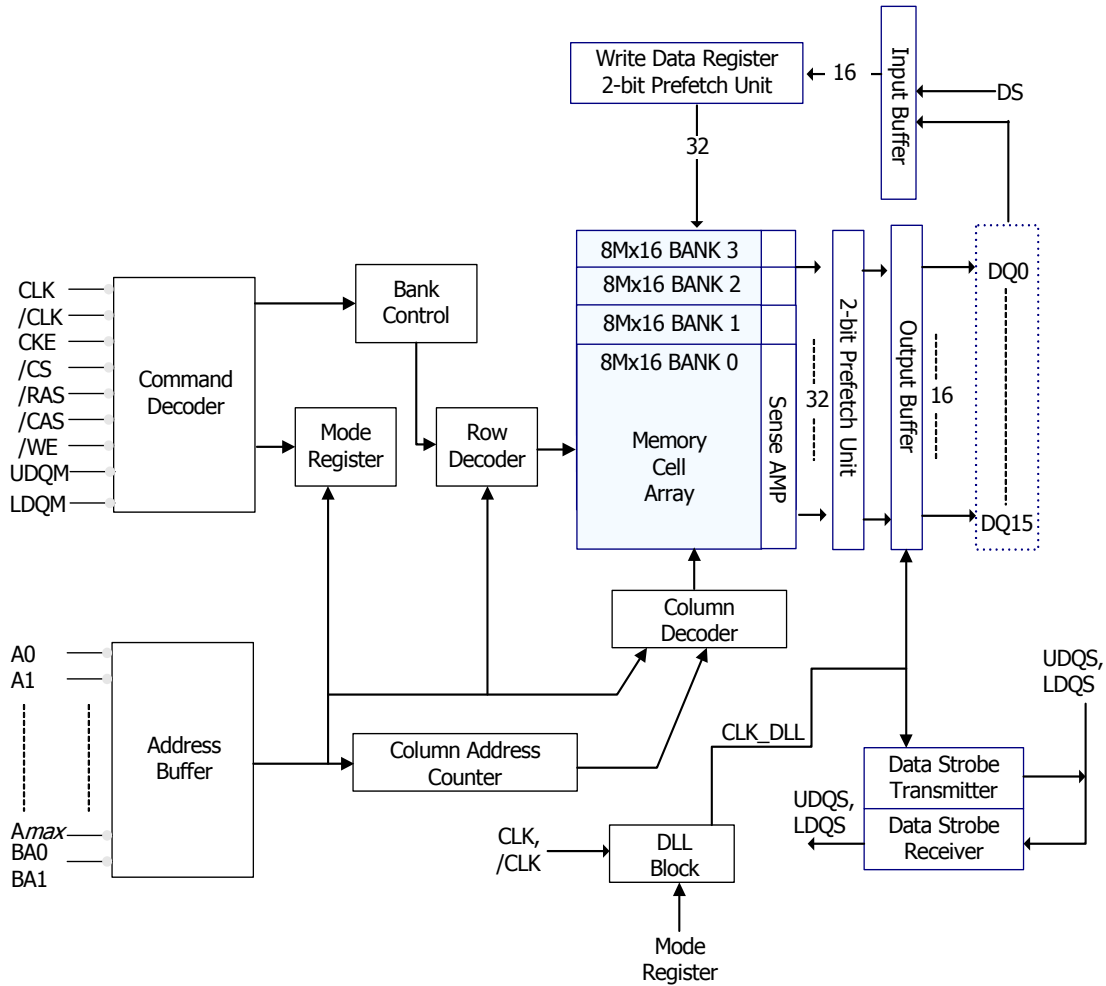 Write Data Register
2-bit Prefetch Unit
16
Input Buffer
DS
32
8Mx16 BANK 3
8Mx16 BANK 2
8Mx16 BANK 1
8Mx16 BANK 0
Memory
Cell
Array
Sense AMP
32
2-bit Prefetch Unit
Output Buffer
16
DQ0
DQ15
CLK
/CLK
CKE
/CS
/RAS
/CAS
/WE
UDQM
LDQM
Command
Decoder
Bank
Control
Mode
Register
Row
Decoder
Column
Decoder
A0
A1
Amax
BA0
BA1
Address
Buffer
Column Address
Counter
CLK_DLL
CLK,
/CLK
DLL
Block
Mode
Register
UDQS,
LDQS
Data Strobe
Transmitter
Data Strobe
Receiver
UDQS,
LDQS